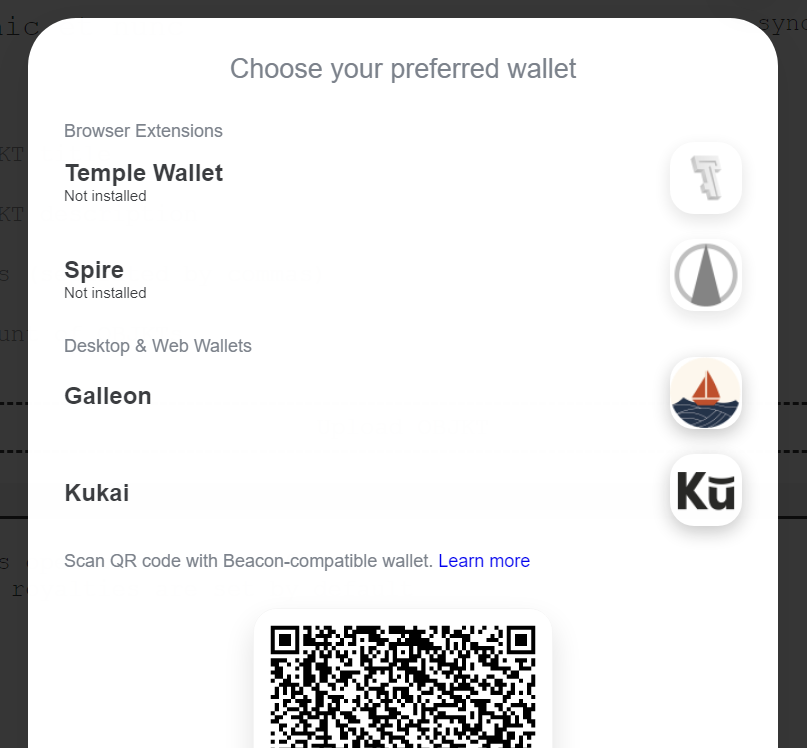 Choose your preferred wallet
Browser Extensions
Temple Wallet
Not installed
Spire
Not installed
Desktop & Web Wallets
Galleon
Kukai
Kū
Scan QR code with Beacon-compatible wallet. Learn more